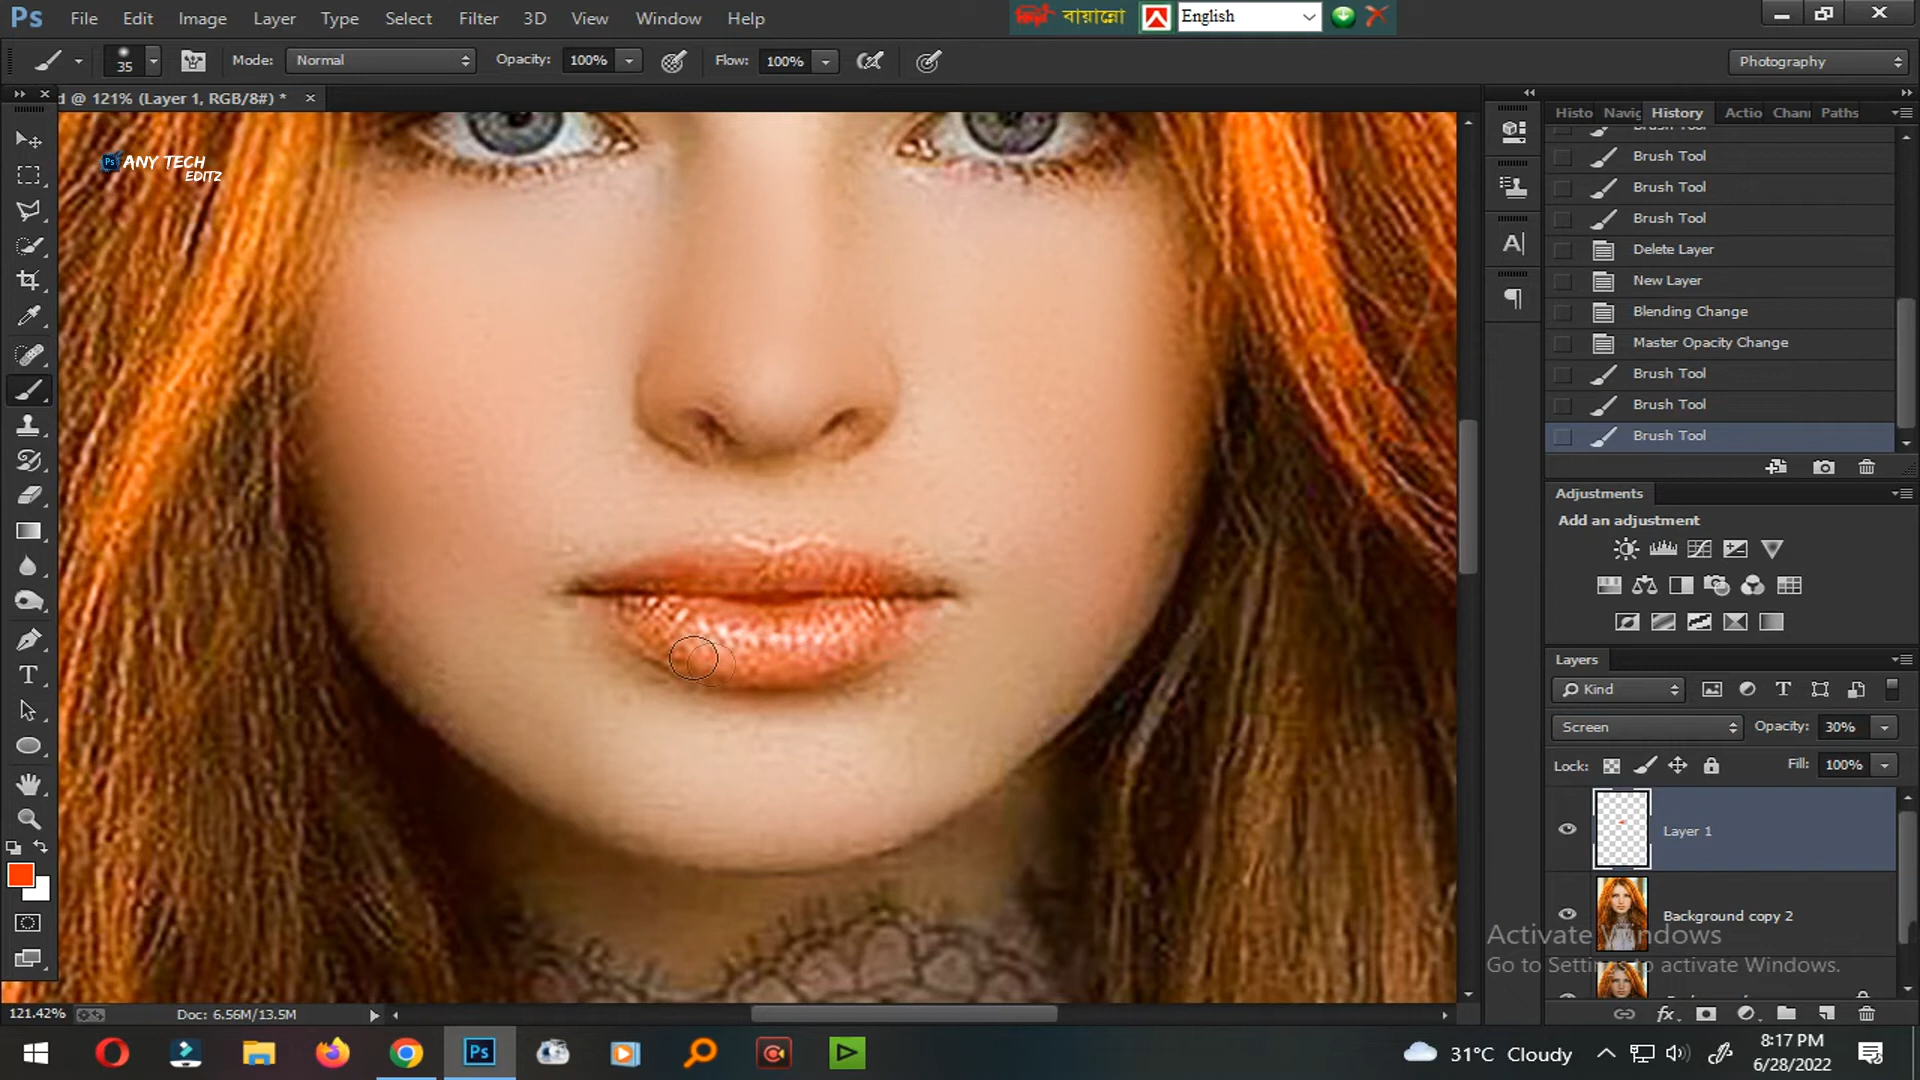 Ps File Edit Image Layer Type Select Filter 3D View Window Help
বায়ান্নো English
35 Mode: Normal Opacity: 100% Flow: 100% Photography
d @ 121% (Layer 1, RGB/8#) * ×
Histo Navig History Actio Chann Paths
Ps ANY TECH
EDITZ
Brush Tool
Brush Tool
Brush Tool
Brush Tool
Delete Layer
New Layer
Blending Change
Master Opacity Change
Brush Tool
Brush Tool
Brush Tool
Adjustments
Add an adjustment
Layers
Kind
Screen Opacity: 30%
Lock: Fill: 100%
Layer 1
Background copy 2
Activate Windows
Go to Settings to activate Windows.
121.42% Doc: 6.56M/13.5M
Ps 31°C Cloudy 8:17 PM
6/28/2022